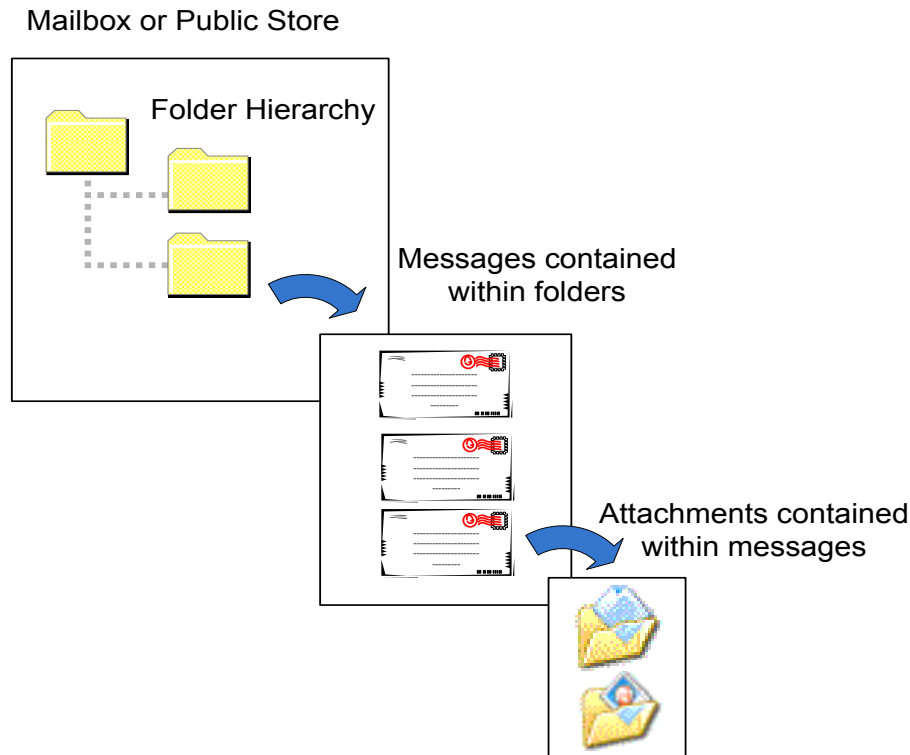 Mailbox or Public Store
Folder Hierarchy
Messages contained
within folders
Attachments contained
within messages